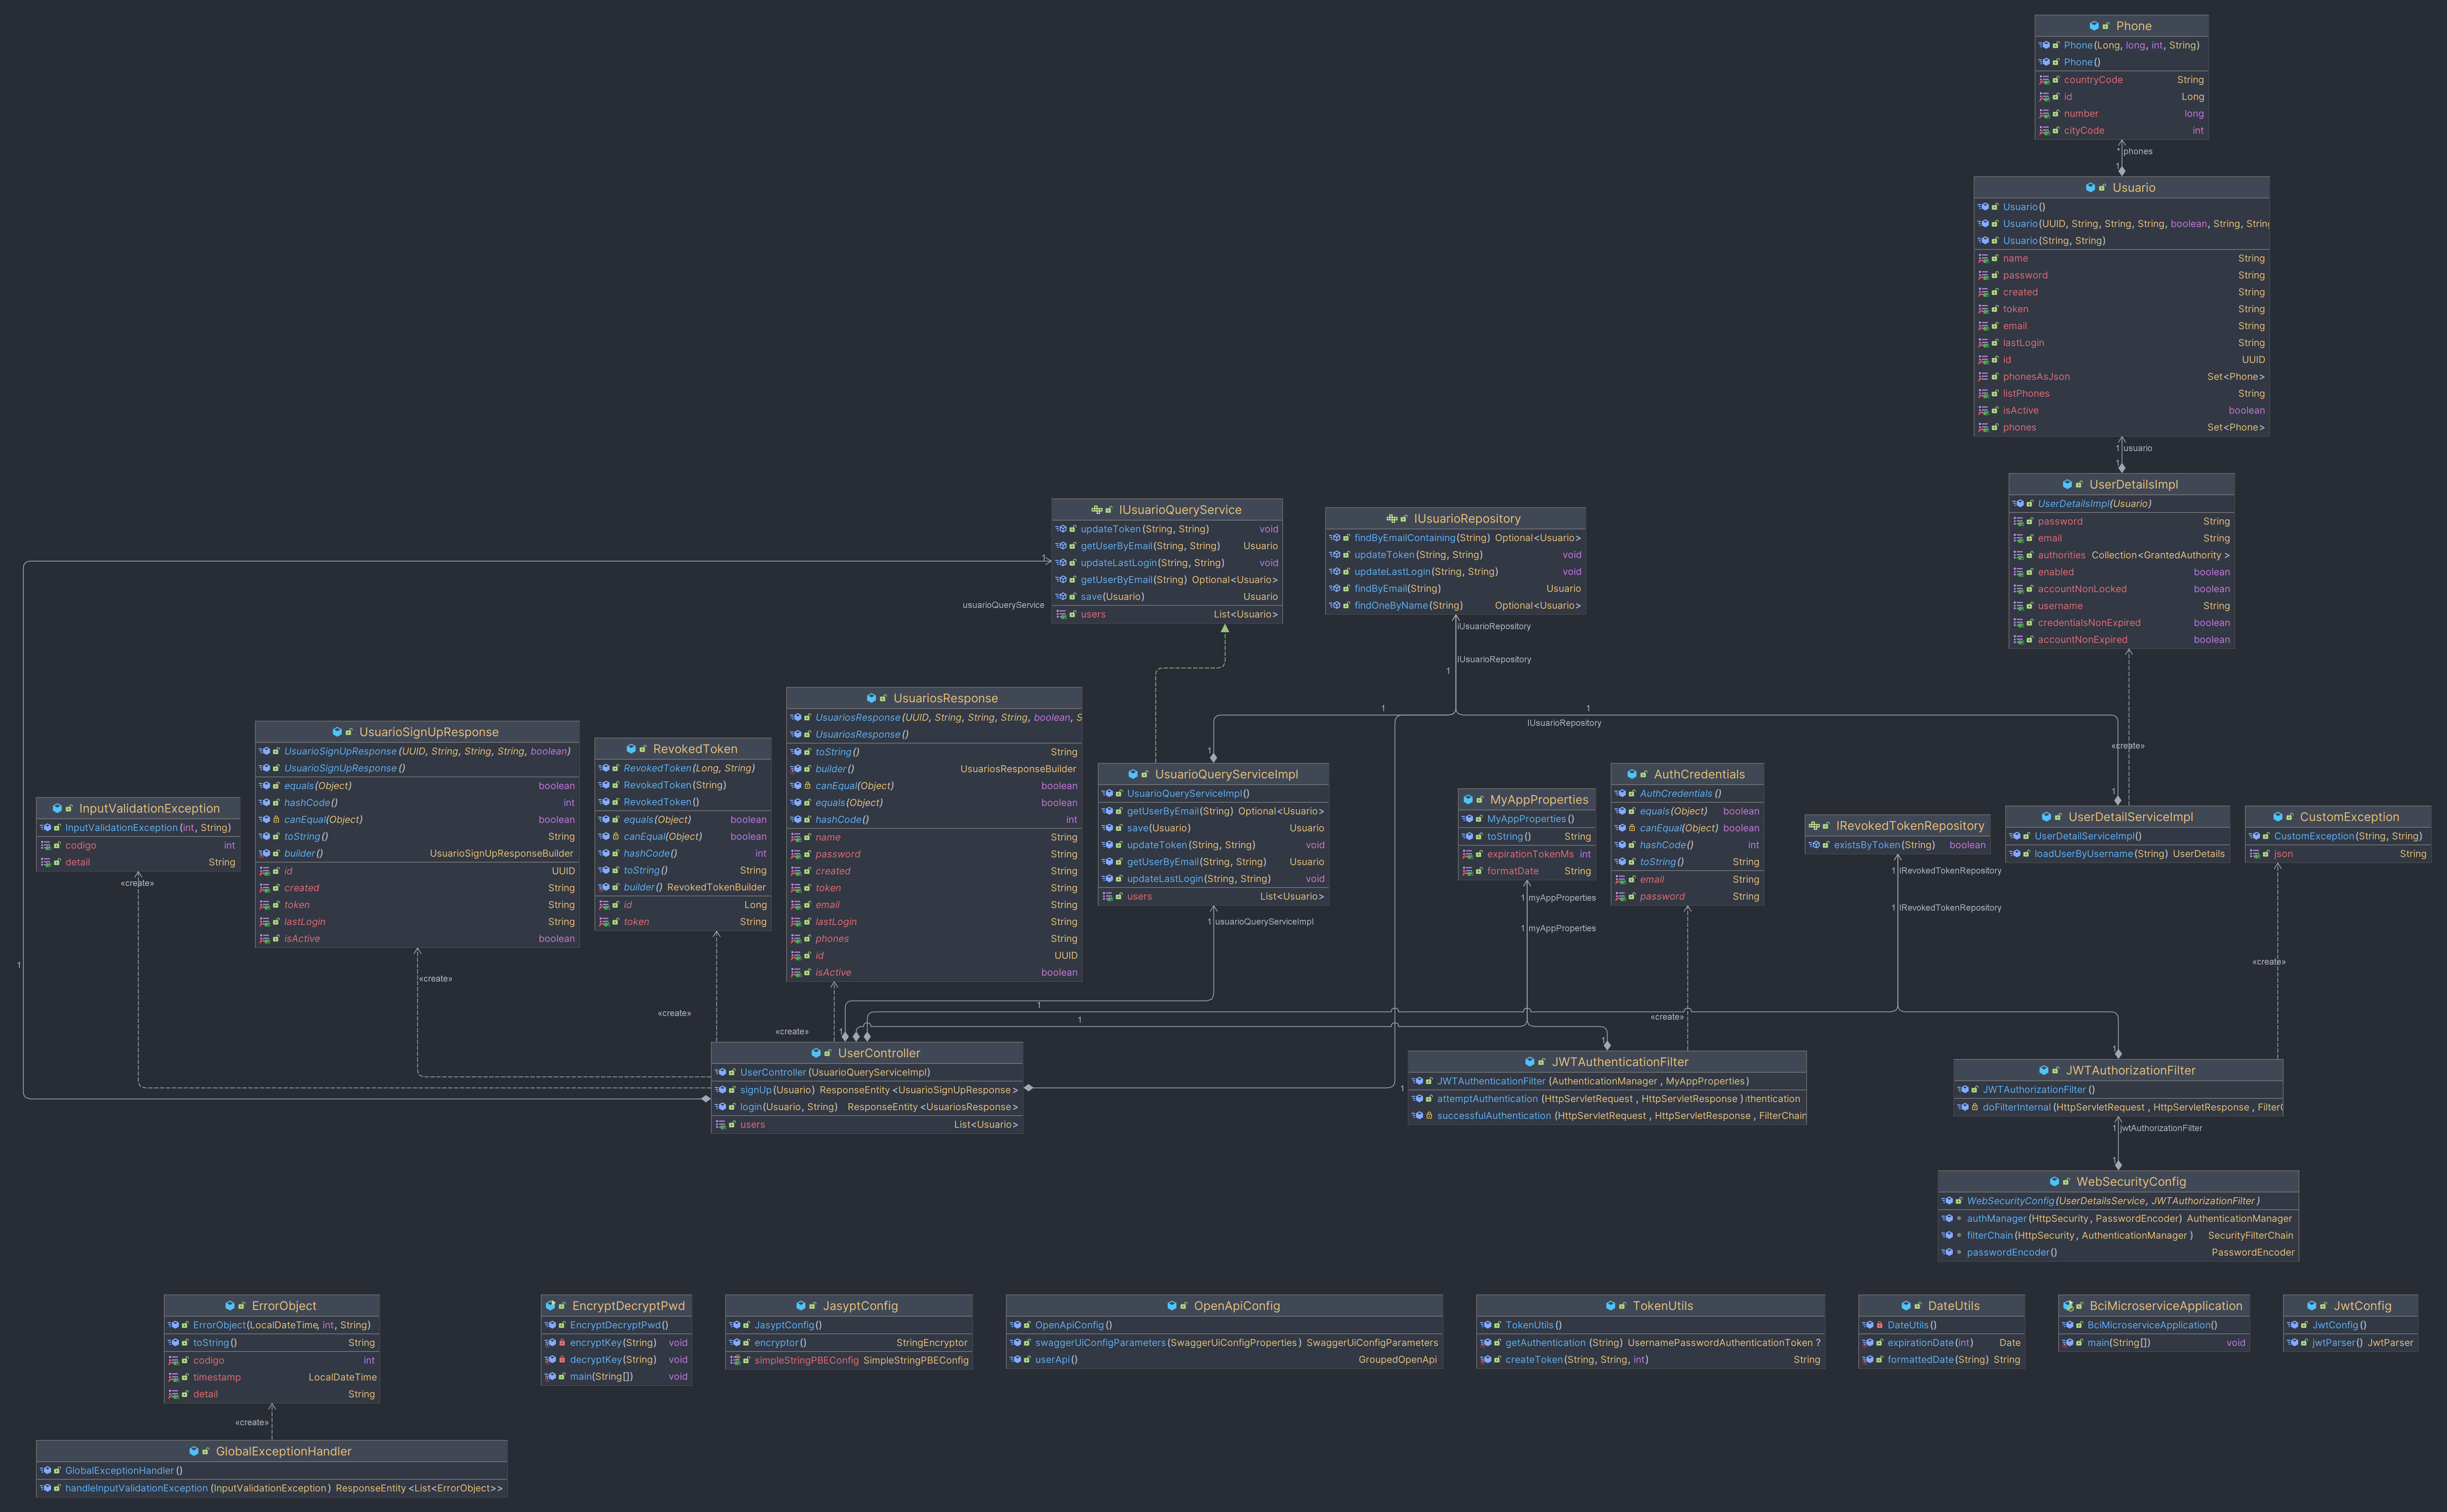 Phone
Phone(Long, long, int, String)
Phone()
countryCode String
id Long
number long
cityCode int
* phones
1
Usuario
Usuario()
Usuario(UUID, String, String, String, boolean, String, String
Usuario(String, String)
name String
password String
created String
token String
email String
lastLogin String
id UUID
phonesAsJson Set<Phone>
listPhones String
isActive boolean
phones Set<Phone>
1 usuario
1
UserDetailsImpl
UserDetailsImpl(Usuario)
password String
email String
authorities Collection<GrantedAuthority>
enabled boolean
accountNonLocked boolean
username String
credentialsNonExpired boolean
accountNonExpired boolean
IUsuarioQueryService
updateToken(String, String) void
getUserByEmail(String, String) Usuario
updateLastLogin(String, String) void
getUserByEmail(String) Optional<Usuario>
save(Usuario) Usuario
users List<Usuario>
1
usuarioQueryService
IUsuarioRepository
findByEmailContaining(String) Optional<Usuario>
updateToken(String, String) void
updateLastLogin(String, String) void
findByEmail(String) Usuario
findOneByName(String) Optional<Usuario>
iUsuarioRepository
IUsuarioRepository
1
1
1
IUsuarioRepository
1
«create»
1
UsuariosResponse
UsuariosResponse(UUID, String, String, String, boolean, S
UsuariosResponse()
toString() String
builder() UsuariosResponseBuilder
canEqual(Object) boolean
equals(Object) boolean
hashCode() int
name String
password String
created String
token String
email String
lastLogin String
phones String
id UUID
isActive boolean
UsuarioSignUpResponse
UsuarioSignUpResponse(UUID, String, String, String, boolean)
UsuarioSignUpResponse()
equals(Object) boolean
hashCode() int
canEqual(Object) boolean
toString() String
builder() UsuarioSignUpResponseBuilder
id UUID
created String
token String
lastLogin String
isActive boolean
RevokedToken
RevokedToken(Long, String)
RevokedToken(String)
RevokedToken()
equals(Object) boolean
canEqual(Object) boolean
hashCode() int
toString() String
builder() RevokedTokenBuilder
id Long
token String
InputValidationException
InputValidationException(int, String)
codigo int
detail String
«create»
UsuarioQueryServiceImpl
UsuarioQueryServiceImpl()
getUserByEmail(String) Optional<Usuario>
save(Usuario) Usuario
updateToken(String, String) void
getUserByEmail(String, String) Usuario
updateLastLogin(String, String) void
users List<Usuario>
1 usuarioQueryServiceImpl
MyAppProperties
MyAppProperties()
toString() String
expirationTokenMs int
formatDate String
1 myAppProperties
1 myAppProperties
AuthCredentials
AuthCredentials()
equals(Object) boolean
canEqual(Object) boolean
hashCode() int
toString() String
email String
password String
IRevokedTokenRepository
existsByToken(String) boolean
1 IRevokedTokenRepository
1 IRevokedTokenRepository
UserDetailServiceImpl
UserDetailServiceImpl()
loadUserByUsername(String) UserDetails
CustomException
CustomException(String, String)
json String
«create»
1
«create»
«create»
«create»
1
1
1
«create»
1
1
1
UserController
UserController(UsuarioQueryServiceImpl)
signUp(Usuario) ResponseEntity<UsuarioSignUpResponse>
login(Usuario, String) ResponseEntity<UsuariosResponse>
users List<Usuario>
JWTAuthenticationFilter
JWTAuthenticationFilter(AuthenticationManager, MyAppProperties)
attemptAuthentication(HttpServletRequest, HttpServletResponse) thentication
successfulAuthentication(HttpServletRequest, HttpServletResponse, FilterChain
JWTAuthorizationFilter
JWTAuthorizationFilter()
doFilterInternal(HttpServletRequest, HttpServletResponse, Filter
1 jwtAuthorizationFilter
1
WebSecurityConfig
WebSecurityConfig(UserDetailsService, JWTAuthorizationFilter)
authManager(HttpSecurity, PasswordEncoder) AuthenticationManager
filterChain(HttpSecurity, AuthenticationManager) SecurityFilterChain
passwordEncoder() PasswordEncoder
ErrorObject
ErrorObject(LocalDateTime, int, String)
toString() String
codigo int
timestamp LocalDateTime
detail String
«create»
GlobalExceptionHandler
GlobalExceptionHandler()
handleInputValidationException(InputValidationException) ResponseEntity<List<ErrorObject>>
EncryptDecryptPwd
EncryptDecryptPwd()
encryptKey(String) void
decryptKey(String) void
main(String[]) void
JasyptConfig
JasyptConfig()
encryptor() StringEncryptor
simpleStringPBEConfig SimpleStringPBEConfig
OpenApiConfig
OpenApiConfig()
swaggerUiConfigParameters(SwaggerUiConfigProperties) SwaggerUiConfigParameters
userApi() GroupedOpenApi
TokenUtils
TokenUtils()
getAuthentication(String) UsernamePasswordAuthenticationToken?
createToken(String, String, int) String
DateUtils
DateUtils()
expirationDate(int) Date
formattedDate(String) String
BciMicroserviceApplication
BciMicroserviceApplication()
main(String[]) void
JwtConfig
JwtConfig()
jwtParser() JwtParser